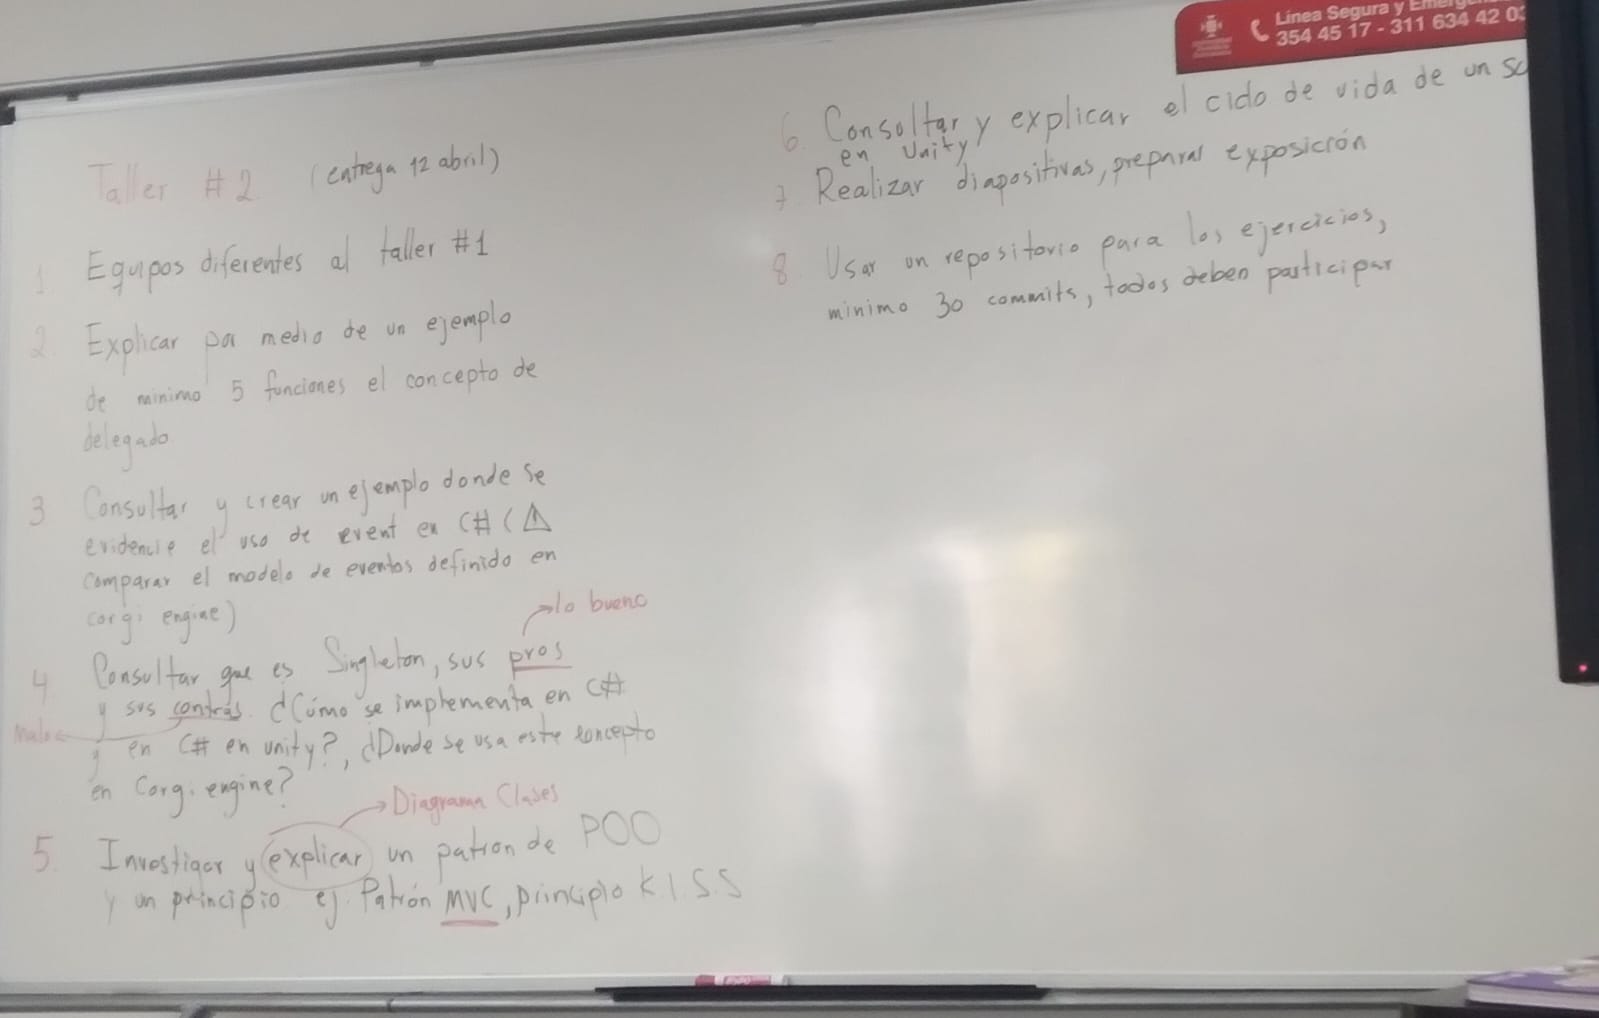 Línea Segura y Emerge
354 45 17 - 311 634 42 0
Taller #2 (entrega 12 abril)
1. Equipos diferentes al taller #1
2. Explicar por medio de un ejemplo
de minimo 5 funciones el concepto de
delegado
3 Consultar y crear un ejemplo donde se
evidencie el uso de event en C# (⚠
comparar el modelo de eventos definido en
corgi engine)
→lo bueno
4 Consultar que es Singleton, sus pros
y sus contras. ¿Cómo se implementa en C#
Malo
y en C# en unity?, ¿Donde se usa este concepto
en Corgi engine?
→Diagrama Clases
5. Investigar y explicar un patron de POO
y un principio ej. Patrón MVC, principio K.I.S.S
6. Consultar y explicar el ciclo de vida de un sc
en Unity
7. Realizar diapositivas, preparar exposición
8. Usar un repositorio para los ejercicios,
minimo 30 commits, todos deben participar